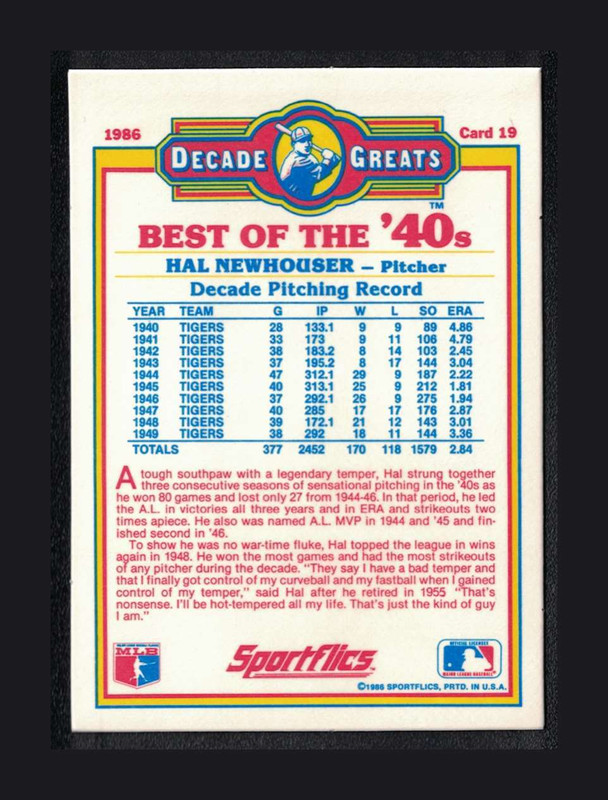 1986
Card 19
DECADE GREATS
TM
BEST OF THE '40s
HAL NEWHOUSER – Pitcher
Decade Pitching Record
YEAR TEAM G IP W L SO ERA
1940 TIGERS 28 133.1 9 9 89 4.86
1941 TIGERS 33 173 9 11 106 4.79
1942 TIGERS 38 183.2 8 14 103 2.45
1943 TIGERS 37 195.2 8 17 144 3.04
1944 TIGERS 47 312.1 29 9 187 2.22
1945 TIGERS 40 313.1 25 9 212 1.81
1946 TIGERS 37 292.1 26 9 275 1.94
1947 TIGERS 40 285 17 17 176 2.87
1948 TIGERS 39 172.1 21 12 143 3.01
1949 TIGERS 38 292 18 11 144 3.36
TOTALS 377 2452 170 118 1579 2.84
A tough southpaw with a legendary temper, Hal strung together
three consecutive seasons of sensational pitching in the '40s as
he won 80 games and lost only 27 from 1944-46. In that period, he led
the A.L. in victories all three years and in ERA and strikeouts two
times apiece. He also was named A.L. MVP in 1944 and '45 and fin-
ished second in '46.
To show he was no war-time fluke, Hal topped the league in wins
again in 1948. He won the most games and had the most strikeouts
of any pitcher during the decade. "They say I have a bad temper and
that I finally got control of my curveball and my fastball when I gained
control of my temper," said Hal after he retired in 1955 "That's
nonsense. I'll be hot-tempered all my life. That's just the kind of guy
I am."
MLB
Sportflics
OFFICIAL LICENSEE
MAJOR LEAGUE BASEBALL
©1986 SPORTFLICS, PRTD. IN U.S.A.